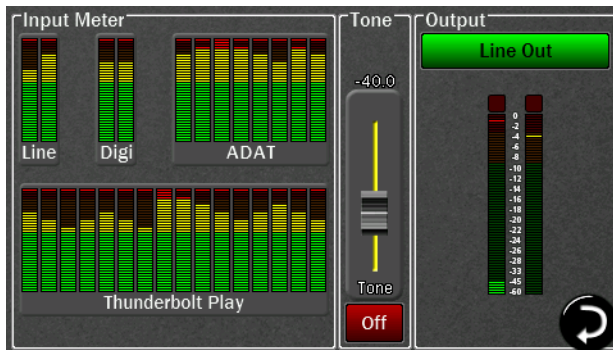 Input Meter
Line
Digi
ADAT
Thunderbolt Play
Tone
-40.0
Tone
Off
Output
Line Out
0
-2
-4
-6
-8
-10
-12
-14
-16
-18
-20
-22
-24
-26
-28
-33
-45
-60